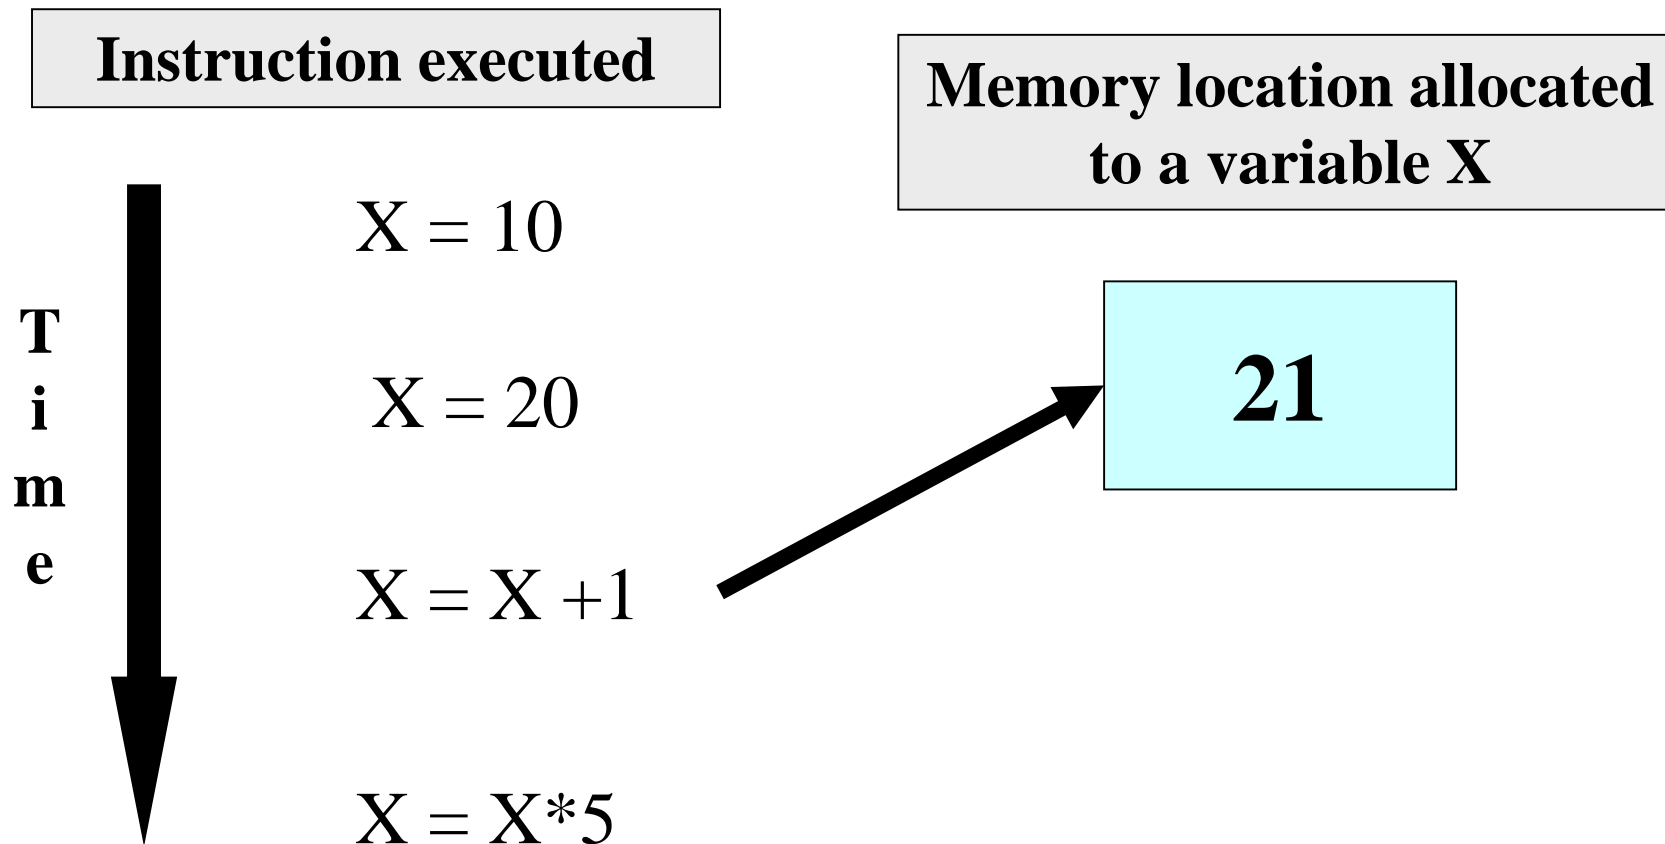 Instruction executed
Memory location allocated
to a variable X
T
i
m
e
X = 10
X = 20
X = X +1
X = X*5
21